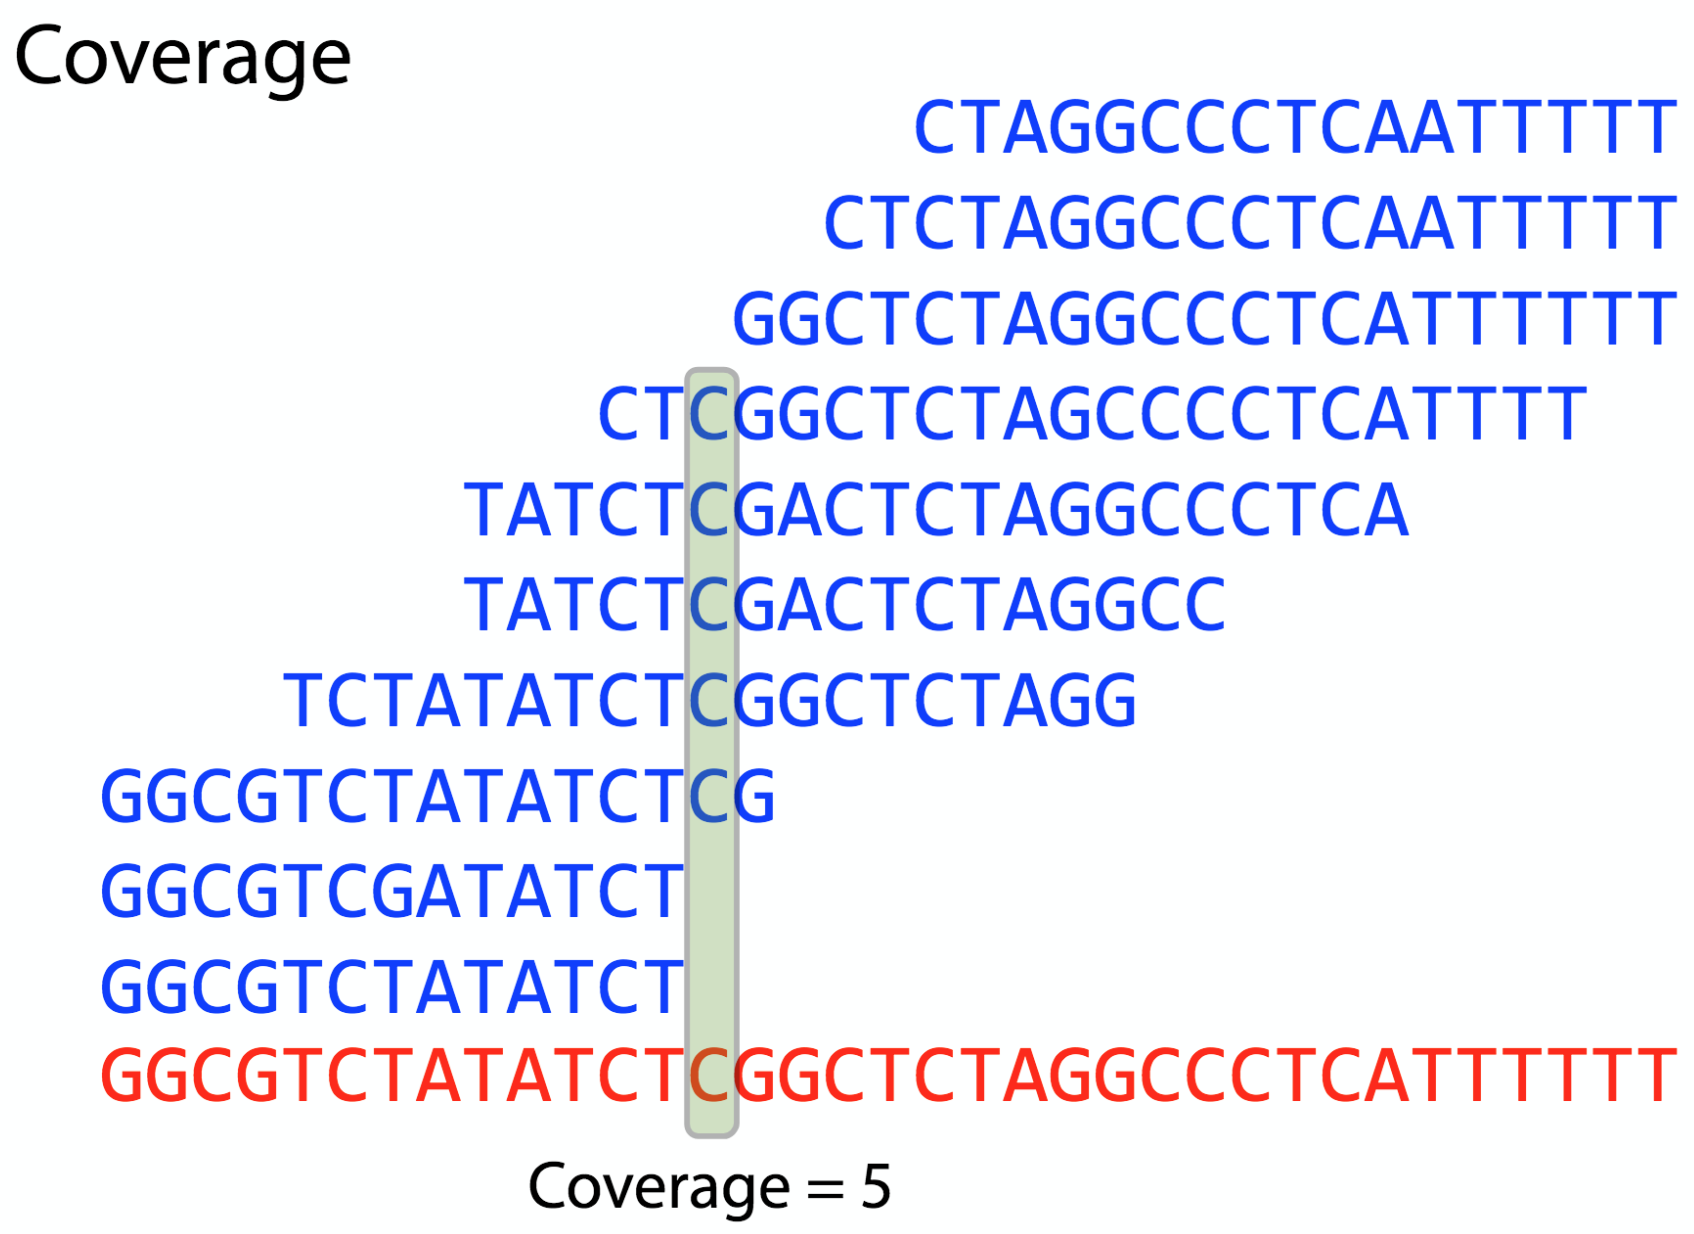 Coverage
CTAGGCCCTCAATTTTT
CTCTAGGCCCTCAATTTTT
GGCTCTAGGCCCTCATTTTTT
CTCGGCTCTAGCCCCTCATTTT
TATCTCGACTCTAGGCCCTCA
TATCTCGACTCTAGGCC
TCTATATCTCGGCTCTAGG
GGCGTCTATATCTCG
GGCGTCGATATCT
GGCGTCTATATCT
GGCGTCTATATCTCGGCTCTAGGCCCTCATTTTTT
Coverage = 5